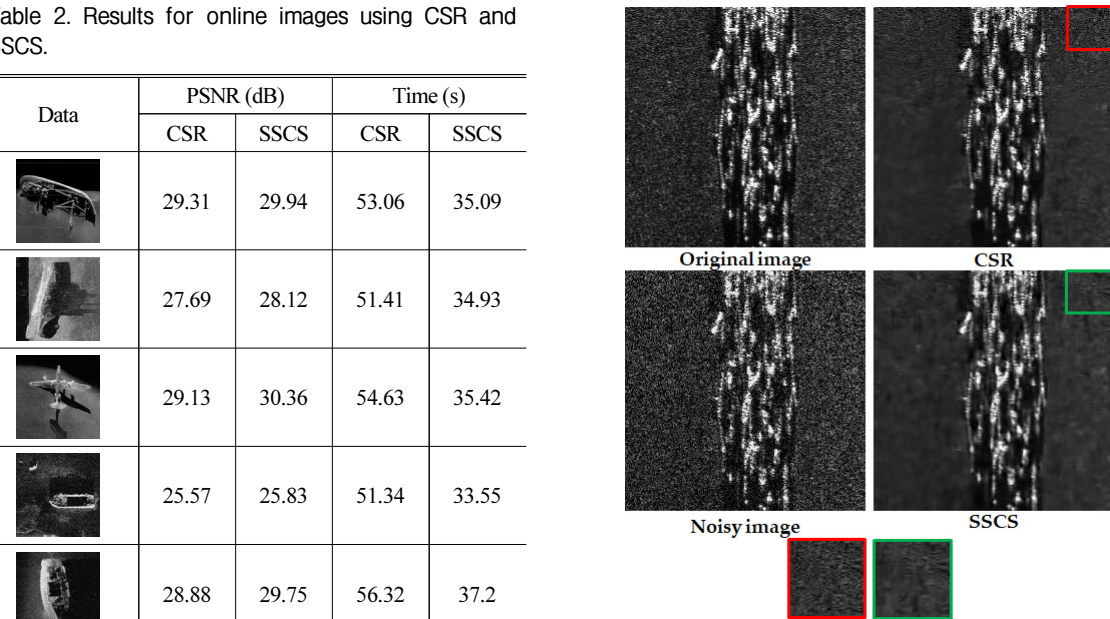 able 2. Results for online images using CSR and
SCS.
Data PSNR (dB) Time (s)
CSR SSCS CSR SSCS
29.31 29.94 53.06 35.09
27.69 28.12 51.41 34.93
29.13 30.36 54.63 35.42
25.57 25.83 51.34 33.55
28.88 29.75 56.32 37.2
Original image CSR
Noisy image SSCS